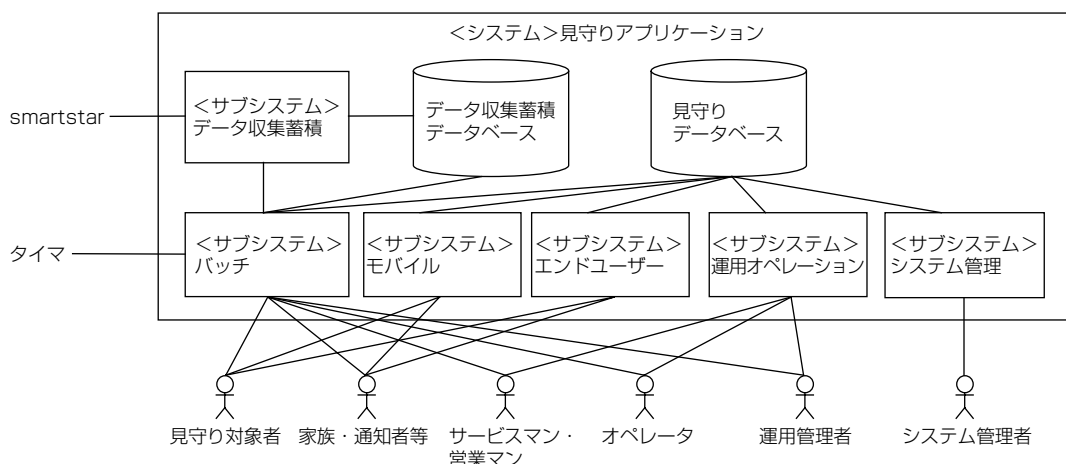 ＜システム＞見守りアプリケーション
smartstar
＜サブシステム＞
データ収集蓄積
データ収集蓄積
データベース
見守り
データベース
タイマ
＜サブシステム＞
バッチ
＜サブシステム＞
モバイル
＜サブシステム＞
エンドユーザー
＜サブシステム＞
運用オペレーション
＜サブシステム＞
システム管理
見守り対象者
家族・通知者等
サービスマン・
営業マン
オペレータ
運用管理者
システム管理者